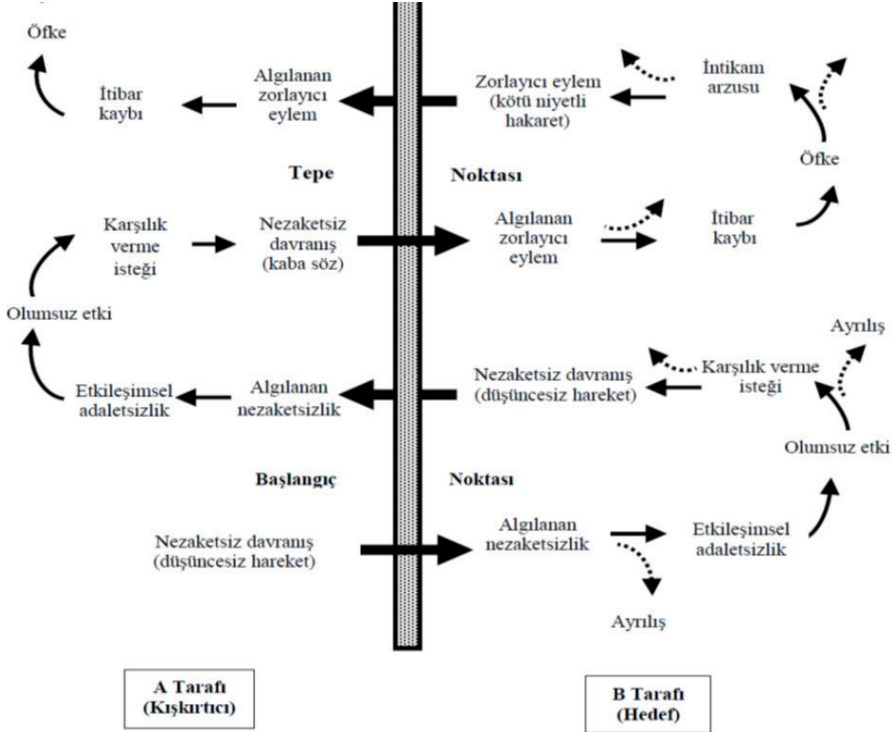 Öfke
İtibar
kaybı
Algılanan
zorlayıcı
eylem
Zorlayıcı eylem
(kötü niyetli
hakaret)
İntikam
arzusu
Öfke
Tepe
Noktası
Karşılık
verme
isteği
Nezaketsiz
davranış
(kaba söz)
Algılanan
zorlayıcı
eylem
İtibar
kaybı
Olumsuz etki
Ayrılış
Etkileşimsel
adaletsizlik
Algılanan
nezaketsizlik
Nezaketsiz davranış
(düşüncesiz hareket)
Karşılık verme
isteği
Olumsuz etki
Başlangıç
Noktası
Nezaketsiz davranış
(düşüncesiz hareket)
Algılanan
nezaketsizlik
Etkileşimsel
adaletsizlik
Ayrılış
A Tarafı
(Kışkırtıcı)
B Tarafı
(Hedef)